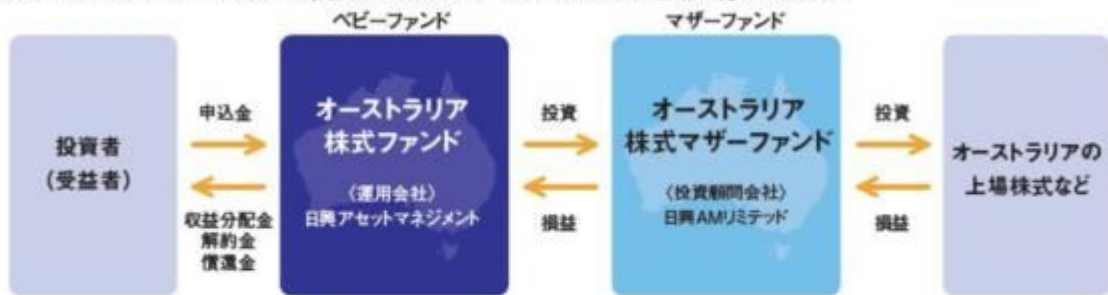 ベビーファンド
マザーファンド
投資者
(受益者)
申込金
収益分配金
解約金
償還金
オーストラリア
株式ファンド
〈運用会社〉
日興アセットマネジメント
投資
損益
オーストラリア
株式マザーファンド
〈投資顧問会社〉
日興AMリミテッド
投資
損益
オーストラリアの
上場株式など